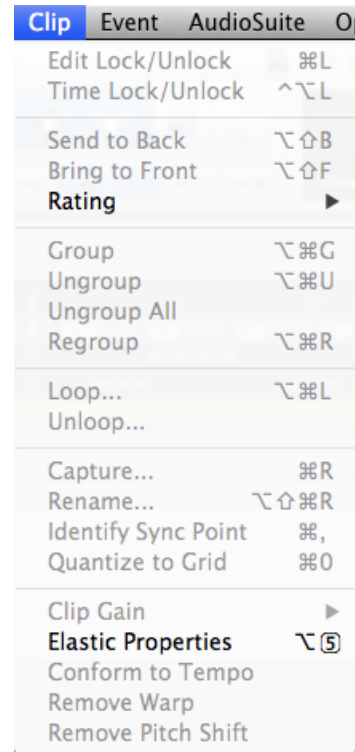 Clip Event AudioSuite O
Edit Lock/Unlock ⌘L
Time Lock/Unlock ^⌥L
Send to Back ⌥⇧B
Bring to Front ⌥⇧F
Rating ▶
Group ⌥⌘G
Ungroup ⌥⌘U
Ungroup All
Regroup ⌥⌘R
Loop... ⌥⌘L
Unloop...
Capture... ⌘R
Rename... ⌥⇧⌘R
Identify Sync Point ⌘,
Quantize to Grid ⌘0
Clip Gain ▶
Elastic Properties ⌥5
Conform to Tempo
Remove Warp
Remove Pitch Shift